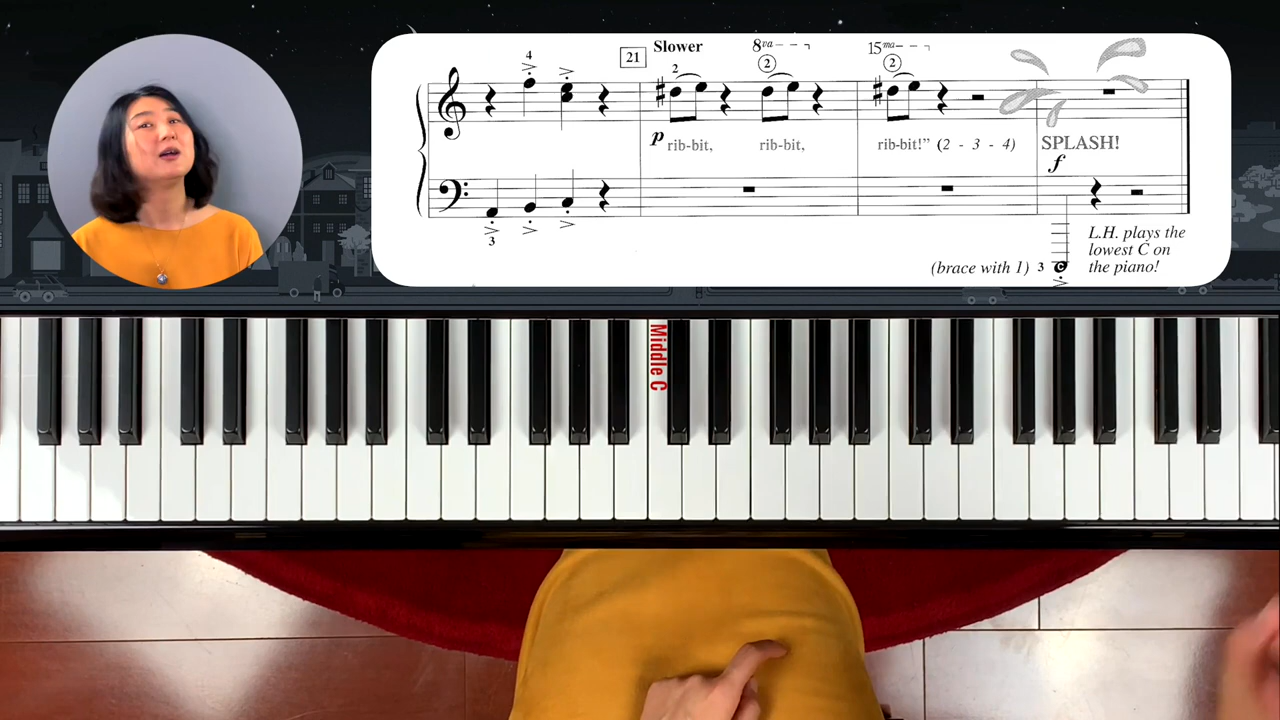 4
21 Slower 8va 15ma
2 2 2
p rib-bit, rib-bit, rib-bit!” (2 - 3 - 4) SPLASH!
f
3
L.H. plays the
lowest C on
(brace with 1) 3 C the piano!
Middle C